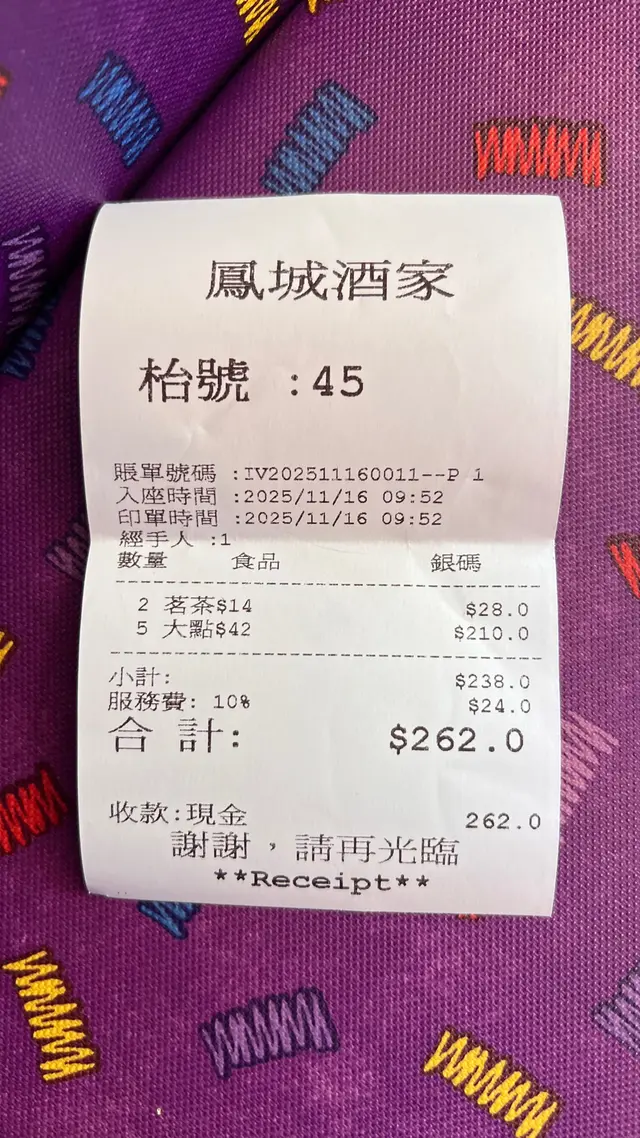 鳳城酒家
枱號 :45
賬單號碼 :IV202511160011--P 1
入座時間 :2025/11/16 09:52
印單時間 :2025/11/16 09:52
經手人 :1
數量 食品 銀碼
2 茗茶$14 $28.0
5 大點$42 $210.0
小計: $238.0
服務費: 10% $24.0
合 計: $262.0
收款:現金 262.0
謝謝，請再光臨
**Receipt**